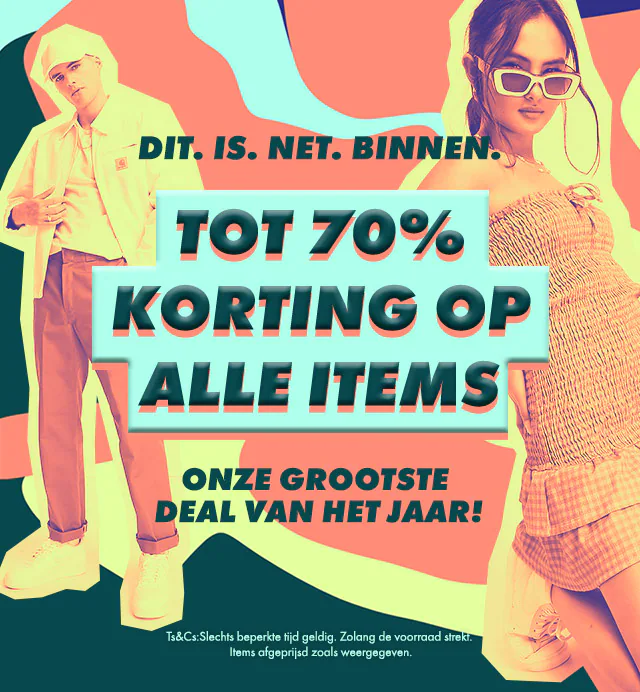 DIT. IS. NET. BINNEN.
TOT 70%
KORTING OP
ALLE ITEMS
ONZE GROOTSTE
DEAL VAN HET JAAR!
Ts&Cs:Slechts beperkte tijd geldig. Zolang de voorraad strekt.
Items afgeprijsd zoals weergegeven.